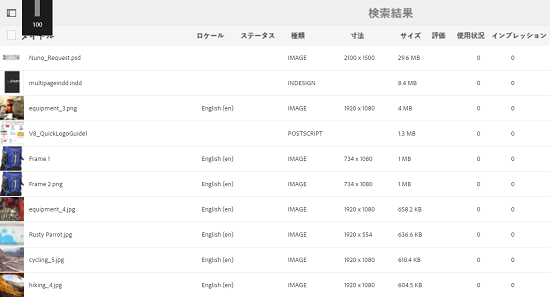 検索結果
100
タイトル ロケール ステータス 種類 寸法 サイズ 評価 使用状況 インプレッション
Nuno_Request.psd IMAGE 2100 x 1500 29.6 MB 0 0
multipageindd.indd INDESIGN 8.4 MB 0 0
equipment_3.png English (en) IMAGE 1920 x 1080 4 MB 0 0
V8_QuickLogoGuide1 POSTSCRIPT 1.3 MB 0 0
Frame 1 English (en) IMAGE 734 x 1080 1 MB 0 0
Frame 2.png English (en) IMAGE 734 x 1080 1 MB 0 0
equipment_4.jpg English (en) IMAGE 1920 x 1080 658.2 KB 0 0
Rusty Parrot.jpg English (en) IMAGE 1920 x 554 636.6 KB 0 0
cycling_5.jpg English (en) IMAGE 1920 x 1080 610.4 KB 0 0
hiking_4.jpg English (en) IMAGE 1920 x 1080 604.5 KB 0 0